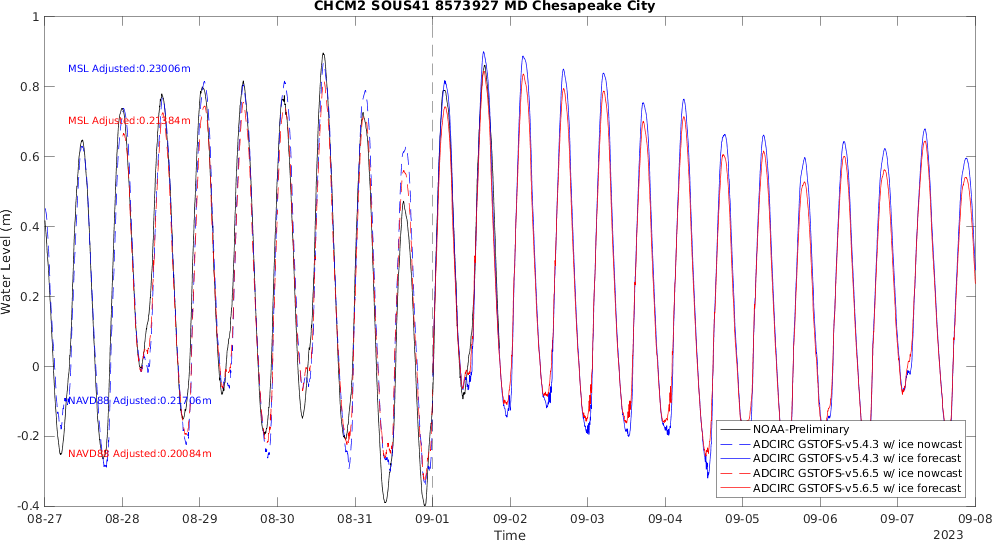 CHCM2 SOUS41 8573927 MD Chesapeake City
Water Level (m)
1
0.8
0.6
0.4
0.2
0
-0.2
-0.4
MSL Adjusted:0.23006m
MSL Adjusted:0.21184m
NAVD88 Adjusted:0.21706m
NAVD88 Adjusted:0.20084m
NOAA-Preliminary
ADCIRC GSTOFS-v5.4.3 w/ ice nowcast
ADCIRC GSTOFS-v5.4.3 w/ ice forecast
ADCIRC GSTOFS-v5.6.5 w/ ice nowcast
ADCIRC GSTOFS-v5.6.5 w/ ice forecast
08-27 08-28 08-29 08-30 08-31 09-01 09-02 09-03 09-04 09-05 09-06 09-07 09-08
Time
2023